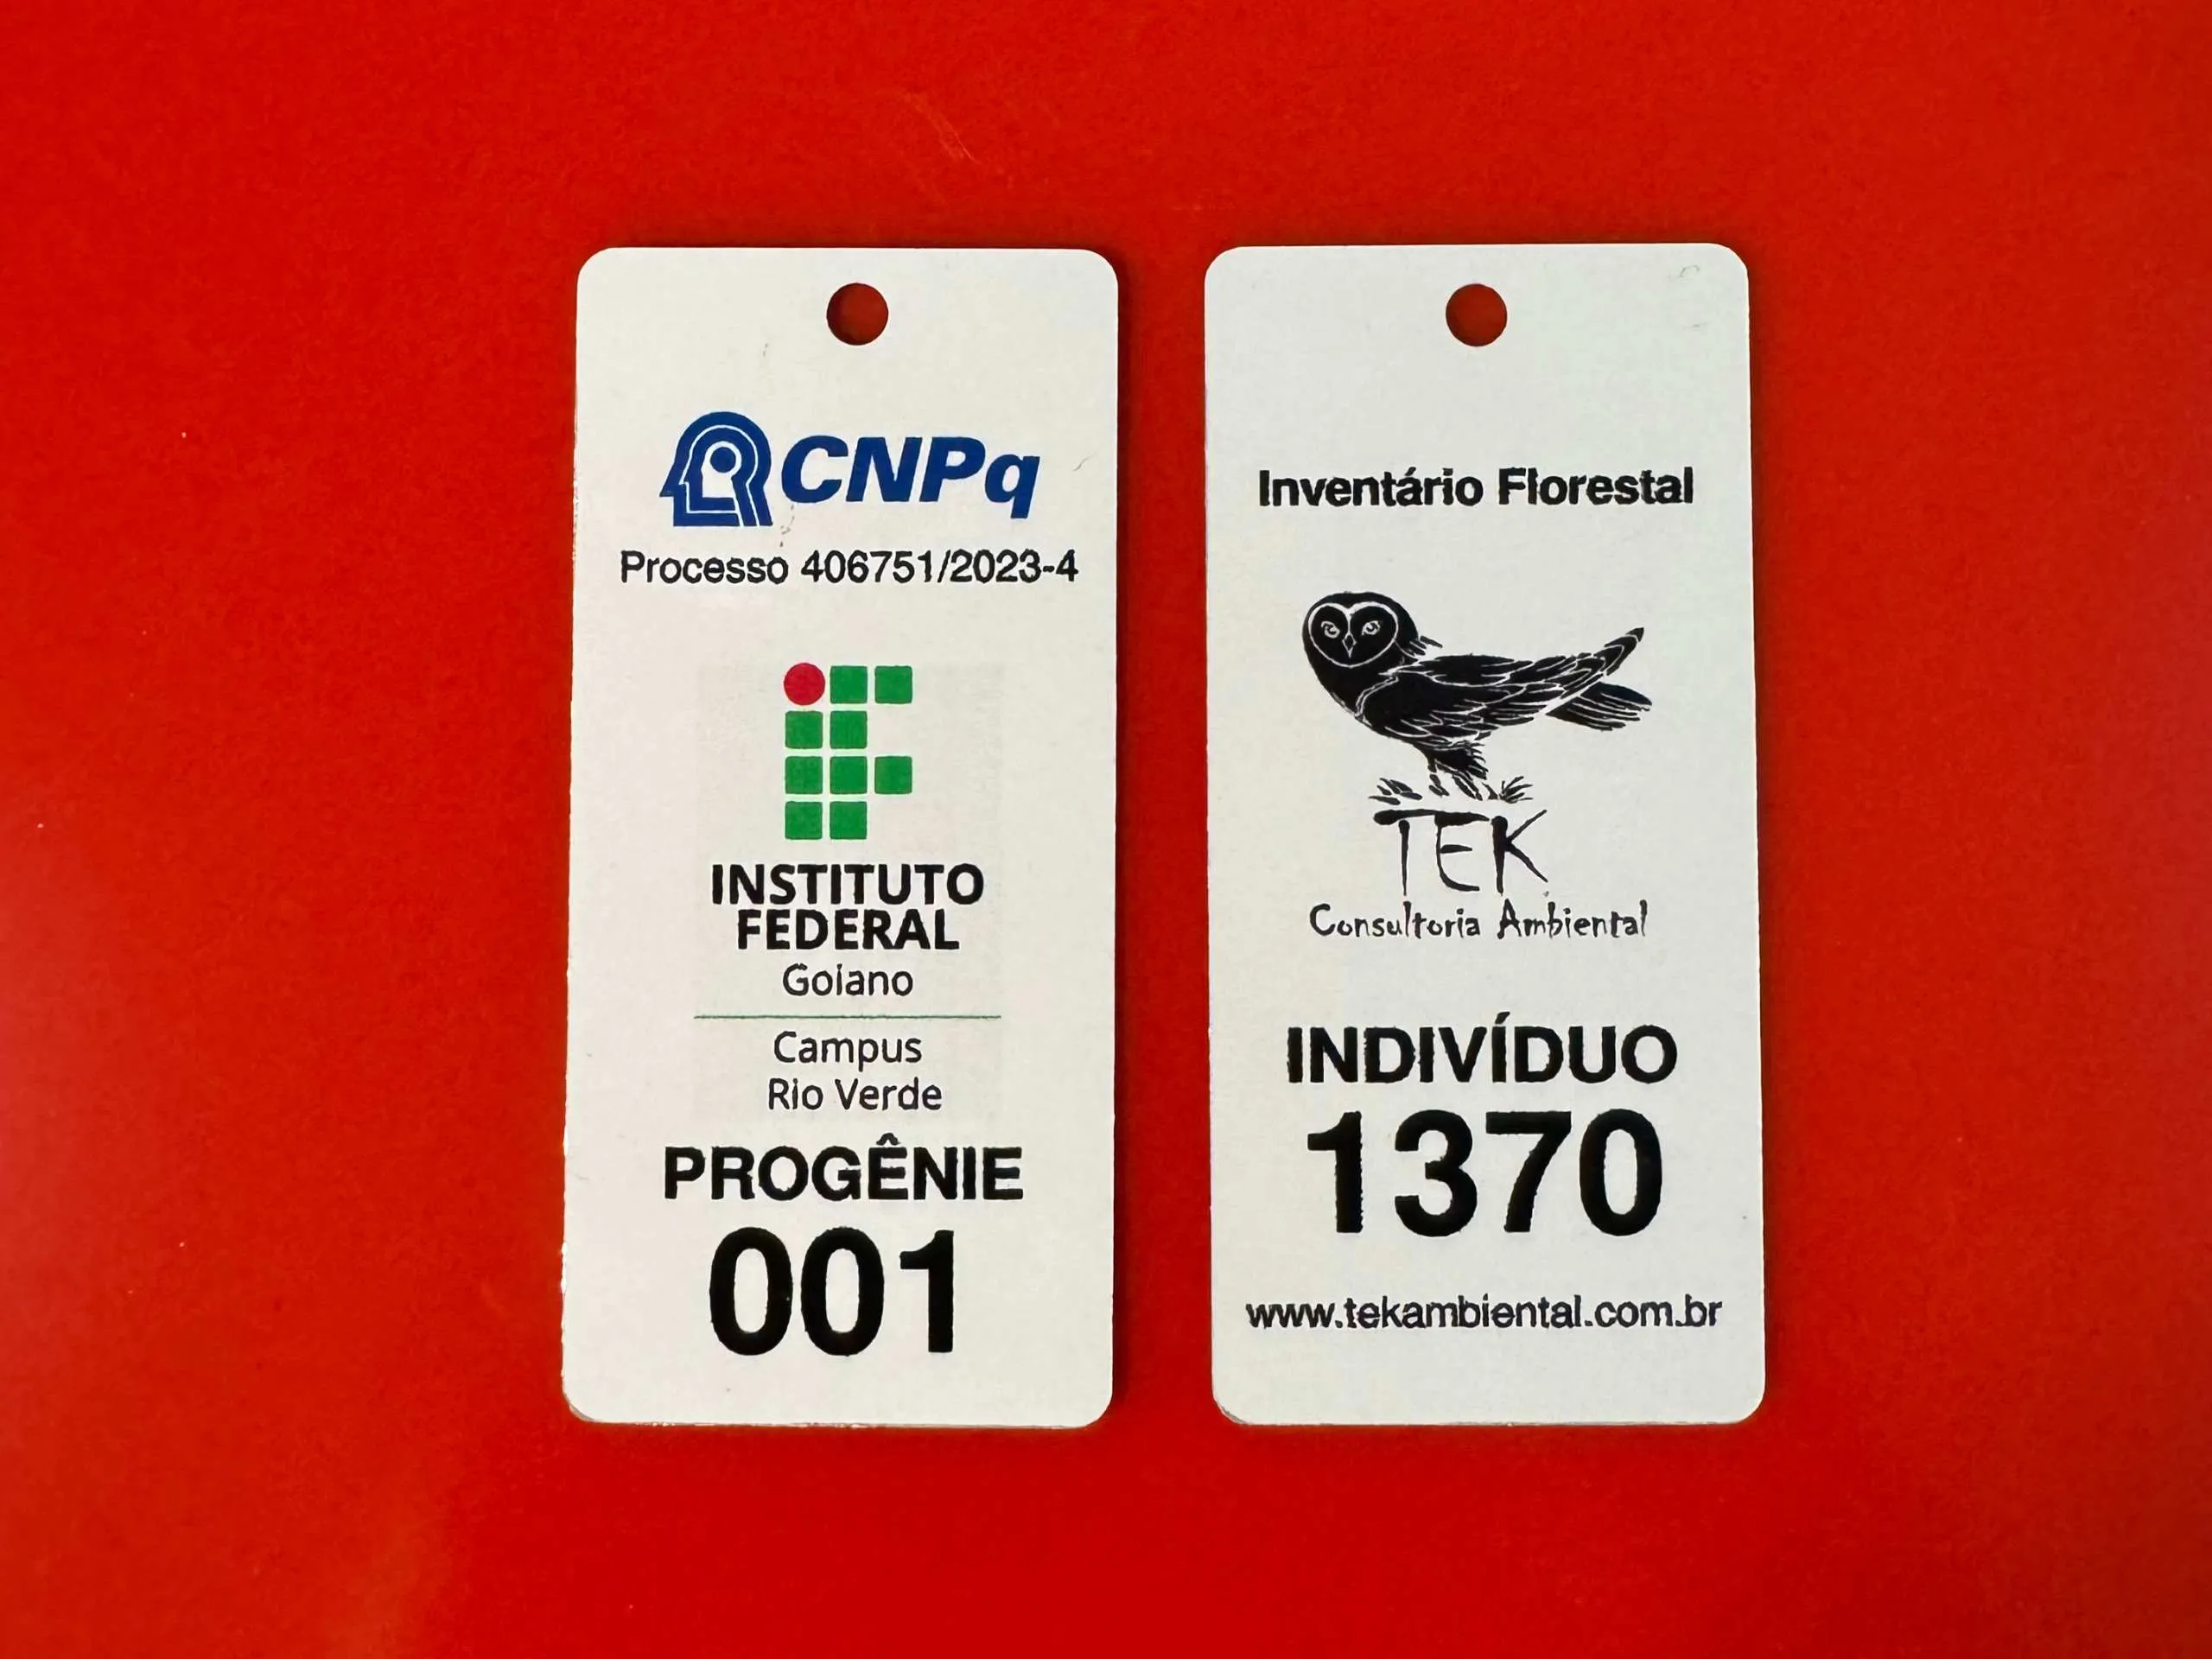 CNPq
Processo 406751/2023-4
INSTITUTO
FEDERAL
Goiano
Campus
Rio Verde
PROGÊNIE
001
Inventário Florestal
TEK
Consultoria Ambiental
INDIVÍDUO
1370
www.tekambiental.com.br